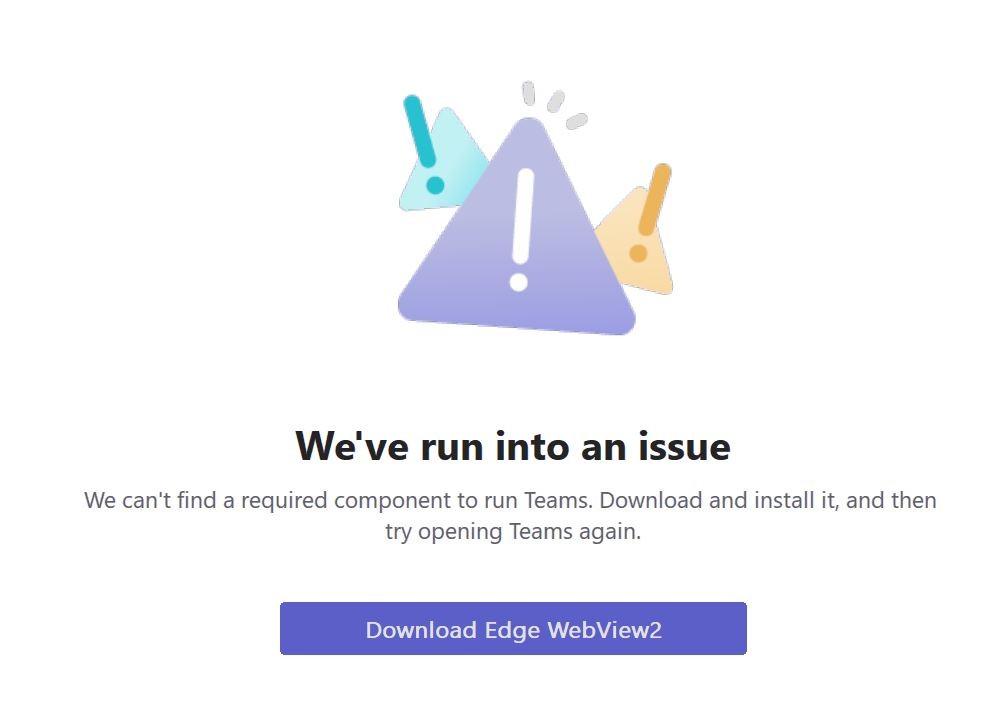 We've run into an issue
We can't find a required component to run Teams. Download and install it, and then
try opening Teams again.
Download Edge WebView2